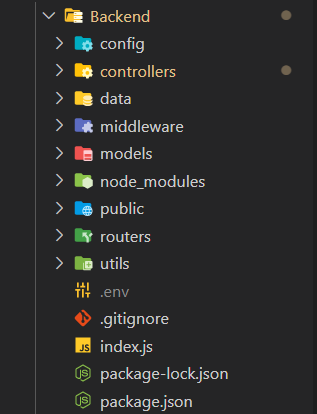 Backend
config
controllers
data
middleware
models
node_modules
public
routers
utils
.env
.gitignore
JS index.js
package-lock.json
package.json